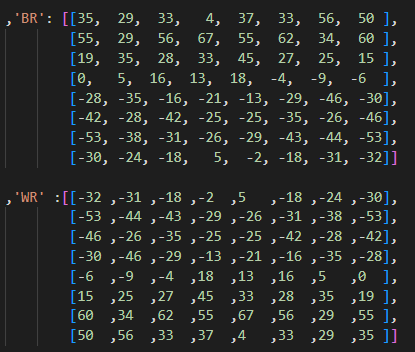 ,'BR': [[35, 29, 33, 4, 37, 33, 56, 50 ],
[55, 29, 56, 67, 55, 62, 34, 60 ],
[19, 35, 28, 33, 45, 27, 25, 15 ],
[0, 5, 16, 13, 18, -4, -9, -6 ],
[-28, -35, -16, -21, -13, -29, -46, -30],
[-42, -28, -42, -25, -25, -35, -26, -46],
[-53, -38, -31, -26, -29, -43, -44, -53],
[-30, -24, -18, 5, -2, -18, -31, -32]]
,'WR' :[[-32 ,-31 ,-18 ,-2 ,5 ,-18 ,-24 ,-30],
[-53 ,-44 ,-43 ,-29 ,-26 ,-31 ,-38 ,-53],
[-46 ,-26 ,-35 ,-25 ,-25 ,-42 ,-28 ,-42],
[-30 ,-46 ,-29 ,-13 ,-21 ,-16 ,-35 ,-28],
[-6 ,-9 ,-4 ,18 ,13 ,16 ,5 ,0 ],
[15 ,25 ,27 ,45 ,33 ,28 ,35 ,19 ],
[60 ,34 ,62 ,55 ,67 ,56 ,29 ,55 ],
[50 ,56 ,33 ,37 ,4 ,33 ,29 ,35 ]]